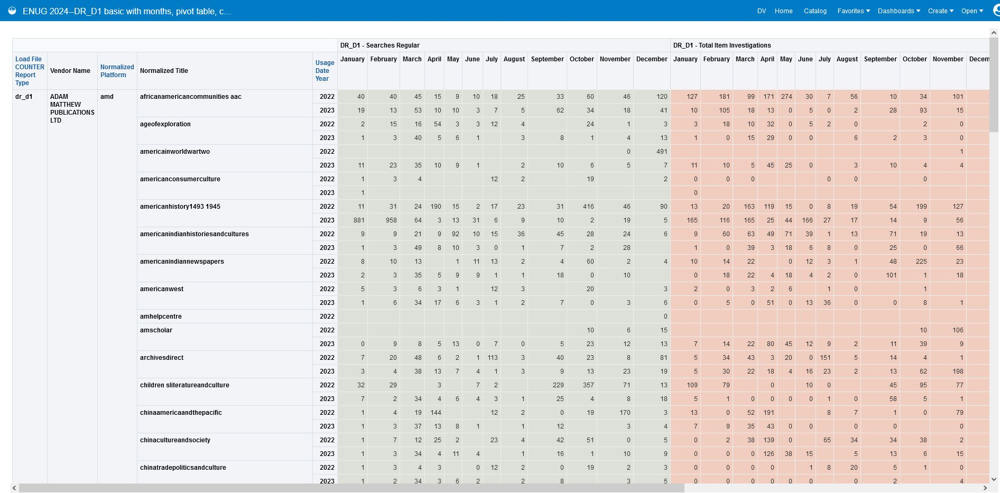 ENUG 2024--DR_D1 basic with months, pivot table, c...
DV Home Catalog Favorites Dashboards Create Open
DR_D1 - Searches Regular DR_D1 - Total Item Investigations
Load File COUNTER Report Type Vendor Name Normalized Platform Normalized Title Usage Date Year January February March April May June July August September October November December January February March April May June July August September October November Decem
dr_d1 ADAM MATTHEW PUBLICATIONS LTD amd africanamericancommunities aac 2022 40 40 45 15 9 10 18 25 33 60 46 120 127 181 99 171 274 30 7 56 10 34 101
2023 19 13 53 10 10 3 7 5 62 34 18 41 10 105 18 13 0 5 0 2 28 93 15
ageofexploration 2022 2 15 16 54 3 3 12 4 24 1 3 3 18 10 32 0 5 2 0 2 0
2023 1 3 40 5 6 1 3 8 1 4 13 1 0 15 29 0 0 6 2 3 0
americainworldwartwo 2022 0 491 1
2023 11 23 35 10 9 1 2 10 6 5 7 11 10 5 45 25 0 3 10 4 4
americanconsumerculture 2022 1 3 4 12 2 19 2 0 0 0 0 0 0
2023 1 0
americanhistory1493 1945 2022 11 31 24 190 15 2 17 23 31 416 46 90 13 20 163 119 15 0 8 19 54 199 127
2023 881 958 64 3 13 31 6 9 10 2 19 5 165 116 165 25 44 166 27 17 14 9 56
americanindianhistoriesandcultures 2022 9 9 21 9 92 10 15 36 45 28 24 6 9 60 63 49 71 39 1 13 71 19 13
2023 1 3 49 8 10 3 0 1 7 2 28 1 0 39 3 18 6 8 0 25 0 66
americanindiannewspapers 2022 8 10 13 1 11 13 2 4 60 2 4 10 14 22 0 12 3 1 48 225 23
2023 2 3 35 5 9 9 1 1 18 0 10 0 18 22 4 18 4 2 0 101 1 18
americanwest 2022 5 3 6 3 1 12 3 20 3 2 0 3 2 6 1 0 1
2023 1 6 34 17 6 3 1 2 7 0 3 6 0 5 0 51 0 13 36 0 0 8 1
amhelpcentre 2022 0
amscholar 2022 10 6 15 10 106
2023 0 9 8 5 13 0 7 0 5 23 12 13 7 14 22 80 45 12 9 2 11 39 9
archivesdirect 2022 7 20 48 6 2 1 113 3 40 23 8 81 5 34 43 3 20 0 151 5 14 4 1
2023 3 4 38 13 7 4 1 3 9 13 23 19 5 30 22 18 4 16 23 2 13 62 198
children sliteratureandculture 2022 32 29 3 7 2 229 357 71 13 109 79 0 10 0 45 95 77
2023 7 2 34 4 6 4 3 1 25 4 8 18 5 1 0 0 0 0 1 0 58 5 1
chinaamericaandthepacific 2022 1 4 19 144 12 2 0 19 170 3 13 0 52 191 8 7 1 0 79
2023 1 3 37 13 8 1 1 12 3 4 7 9 35 43 0 0 0 0 0
chinacultureandsociety 2022 1 7 12 25 2 23 4 42 51 0 5 0 2 38 139 0 65 34 34 38 2
2023 1 3 34 4 11 4 1 16 1 10 9 0 0 0 126 38 15 5 13 6 15
chinatradepoliticsandculture 2022 1 3 4 3 0 12 2 0 19 2 3 0 0 0 0 1 8 20 5 1 0
2023 1 2 34 3 6 2 2 8 3 5 0 0 0 0 0 0 0 2 4